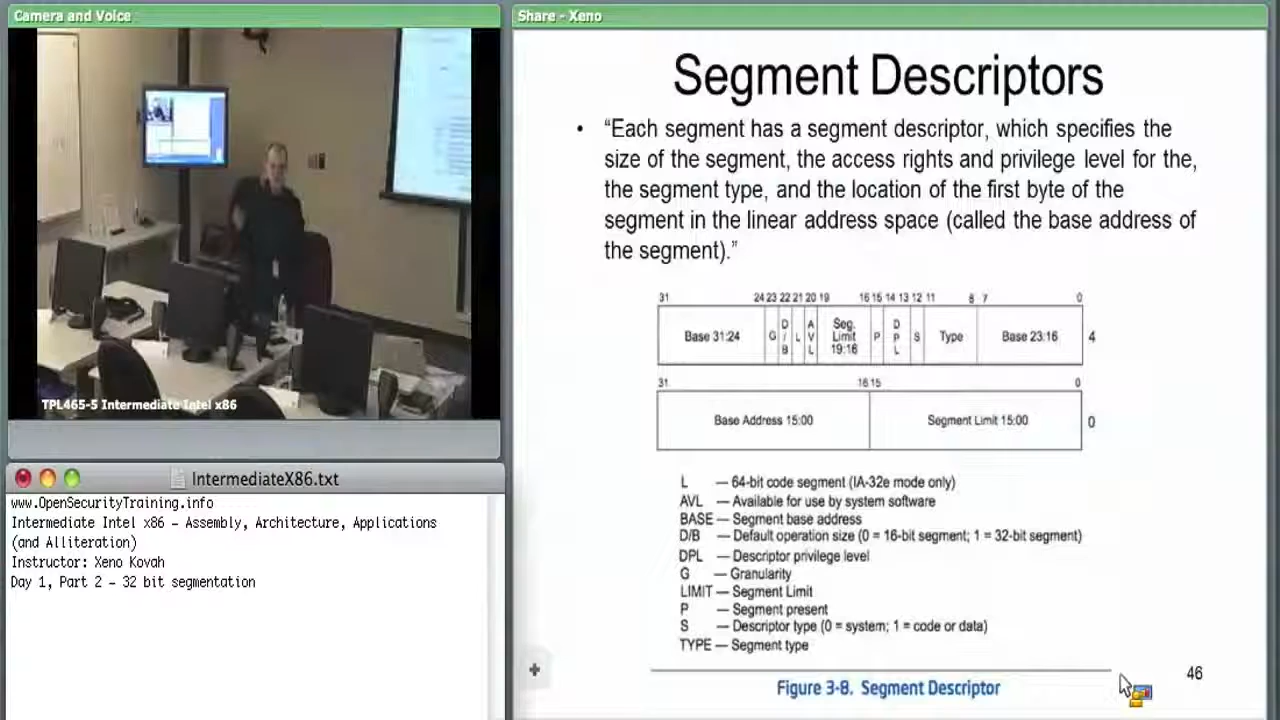 Camera and Voice
TPL465-5 Intermediate Intel x86
IntermediateX86.txt
www.OpenSecurityTraining.info
Intermediate Intel x86 – Assembly, Architecture, Applications
(and Alliteration)
Instructor: Xeno Kovah
Day 1, Part 2 – 32 bit segmentation
Share - Xeno
Segment Descriptors
• “Each segment has a segment descriptor, which specifies the
size of the segment, the access rights and privilege level for the,
the segment type, and the location of the first byte of the
segment in the linear address space (called the base address of
the segment).”
31 24 23 22 21 20 19 16 15 14 13 12 11 8 7 0
Base 31:24 G D/B L AVL Seg. Limit 19:16 P DPL S Type Base 23:16 4
31 16 15 0
Base Address 15:00 Segment Limit 15:00 0
L — 64-bit code segment (IA-32e mode only)
AVL — Available for use by system software
BASE — Segment base address
D/B — Default operation size (0 = 16-bit segment; 1 = 32-bit segment)
DPL — Descriptor privilege level
G — Granularity
LIMIT — Segment Limit
P — Segment present
S — Descriptor type (0 = system; 1 = code or data)
TYPE — Segment type
Figure 3-8. Segment Descriptor
46